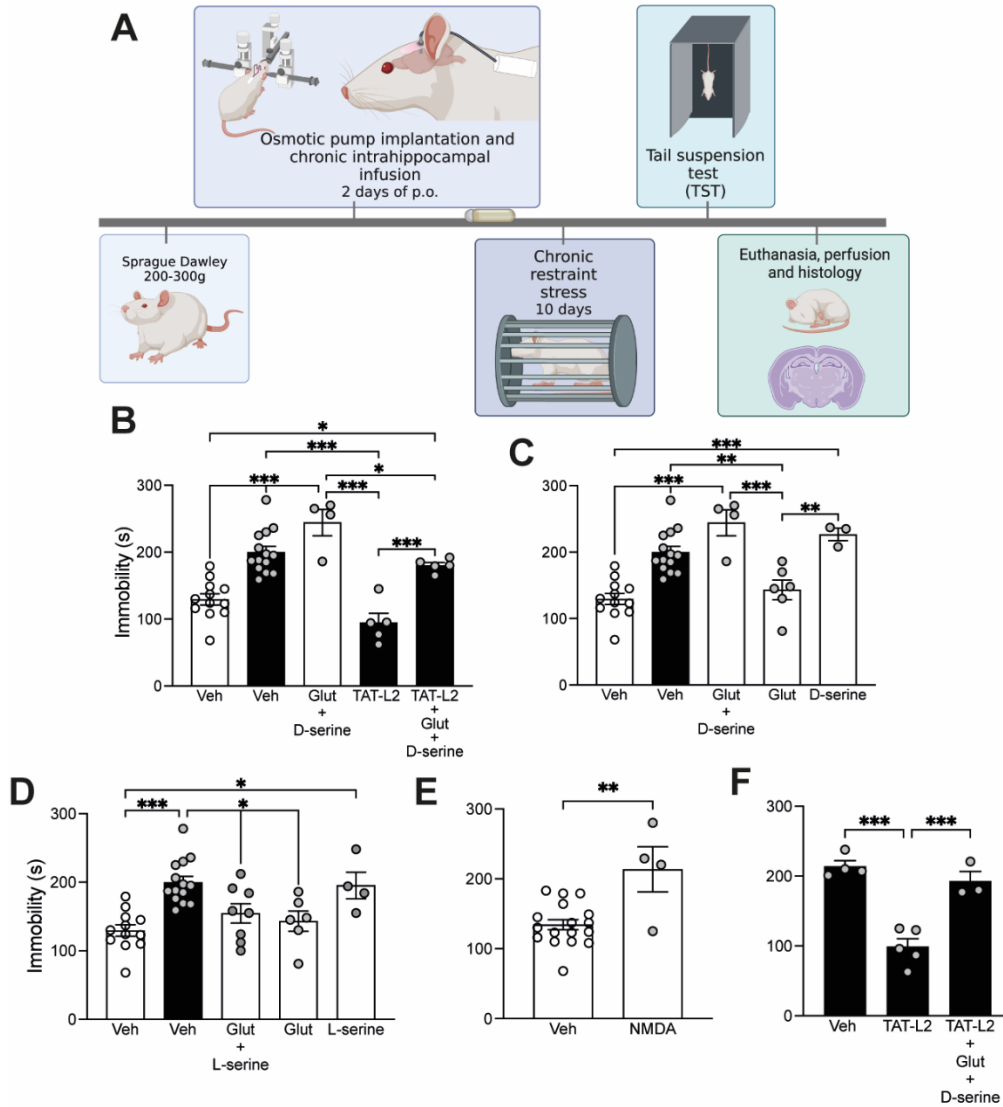 A
Osmotic pump implantation and
chronic intrahippocampal
infusion
2 days of p.o.
Tail suspension
test
(TST)
Sprague Dawley
200-300g
Chronic
restraint
stress
10 days
Euthanasia, perfusion
and histology
B
*
***
*
*** ***
***
300
200
100
0
Immobility (s)
Veh Veh Glut TAT-L2 TAT-L2
+ +
D-serine Glut
+
D-serine
C
***
**
*** ***
**
300
200
100
0
Veh Veh Glut Glut D-serine
+
D-serine
D
*
*** *
300
200
100
0
Immobility (s)
Veh Veh Glut Glut L-serine
+
L-serine
E
**
300
200
100
0
Veh NMDA
F
*** ***
300
200
100
0
Veh TAT-L2 TAT-L2
+
Glut
+
D-serine